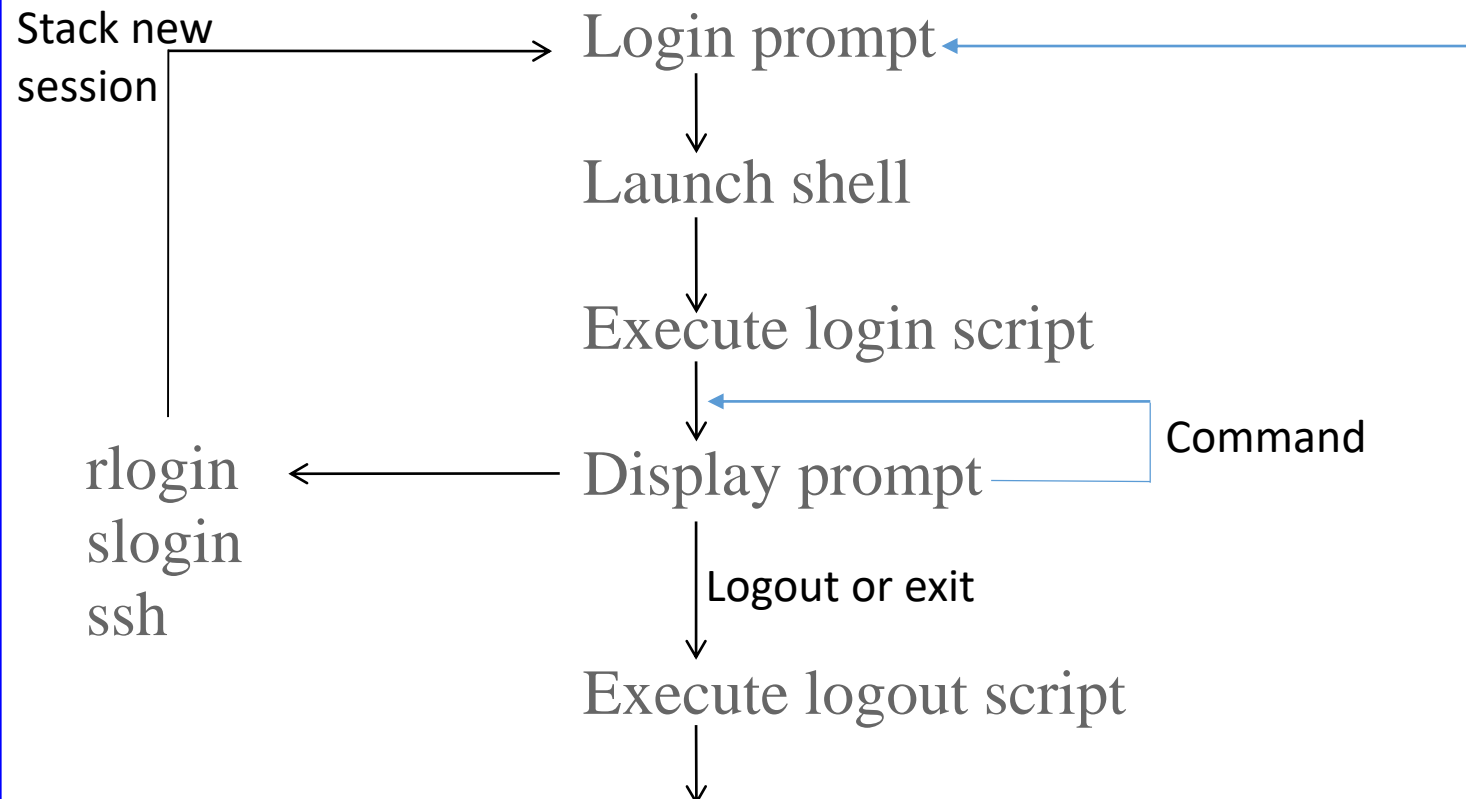 Stack new
session
Login prompt
Launch shell
Execute login script
Command
Display prompt
rlogin
slogin
ssh
Logout or exit
Execute logout script